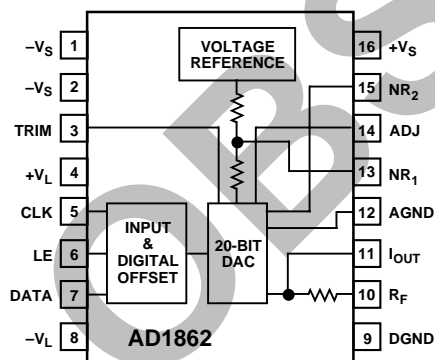 –VS 1
–VS 2
TRIM 3
+VL 4
CLK 5
LE 6
DATA 7
–VL 8
VOLTAGE
REFERENCE
INPUT
&
DIGITAL
OFFSET
20-BIT
DAC
AD1862
16 +VS
15 NR2
14 ADJ
13 NR1
12 AGND
11 IOUT
10 RF
9 DGND
OBS